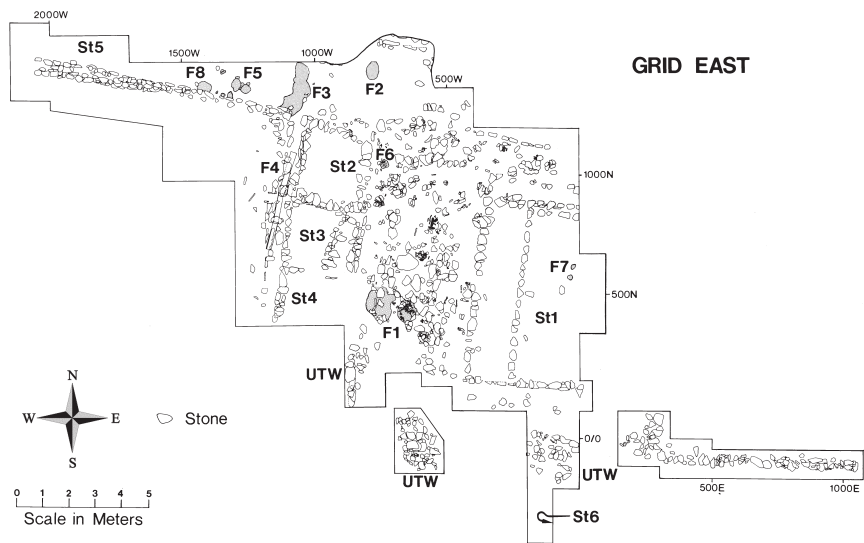 2000W
St5
1500W
1000W
F8 F5
F3
F2
500W
GRID EAST
F4
St2
F6
1000N
St3
F7
St4
500N
St1
F1
UTW
N
W E
S
Stone
0/0
UTW
UTW
500E
1000E
0 1 2 3 4 5
Scale in Meters
St6